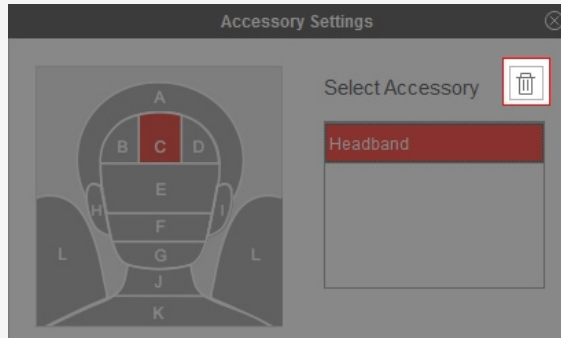 Accessory Settings
Select Accessory
Headband
A
B C D
E
H I
F
L G L
J
K